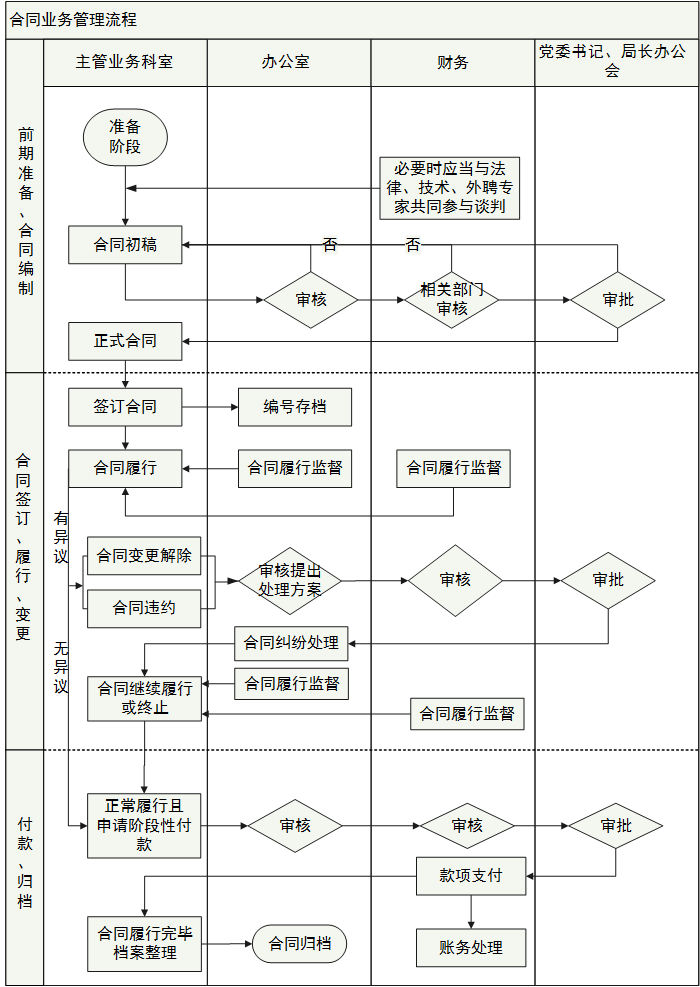 合同业务管理流程
主管业务科室
办公室
财务
党委书记、局长办公
会
前期准备、合同编制
准备
阶段
必要时应当与法
律、技术、外聘专
家共同参与谈判
合同初稿
否
否
审核
相关部门
审核
审批
正式合同
合同签订、履行、变更
签订合同
编号存档
合同履行
合同履行监督
合同履行监督
有异议
合同变更解除
合同违约
审核提出
处理方案
审核
审批
合同纠纷处理
无异议
合同继续履行
或终止
合同履行监督
合同履行监督
付款、归档
正常履行且
申请阶段性付
款
审核
审核
审批
款项支付
合同履行完毕
档案整理
合同归档
账务处理